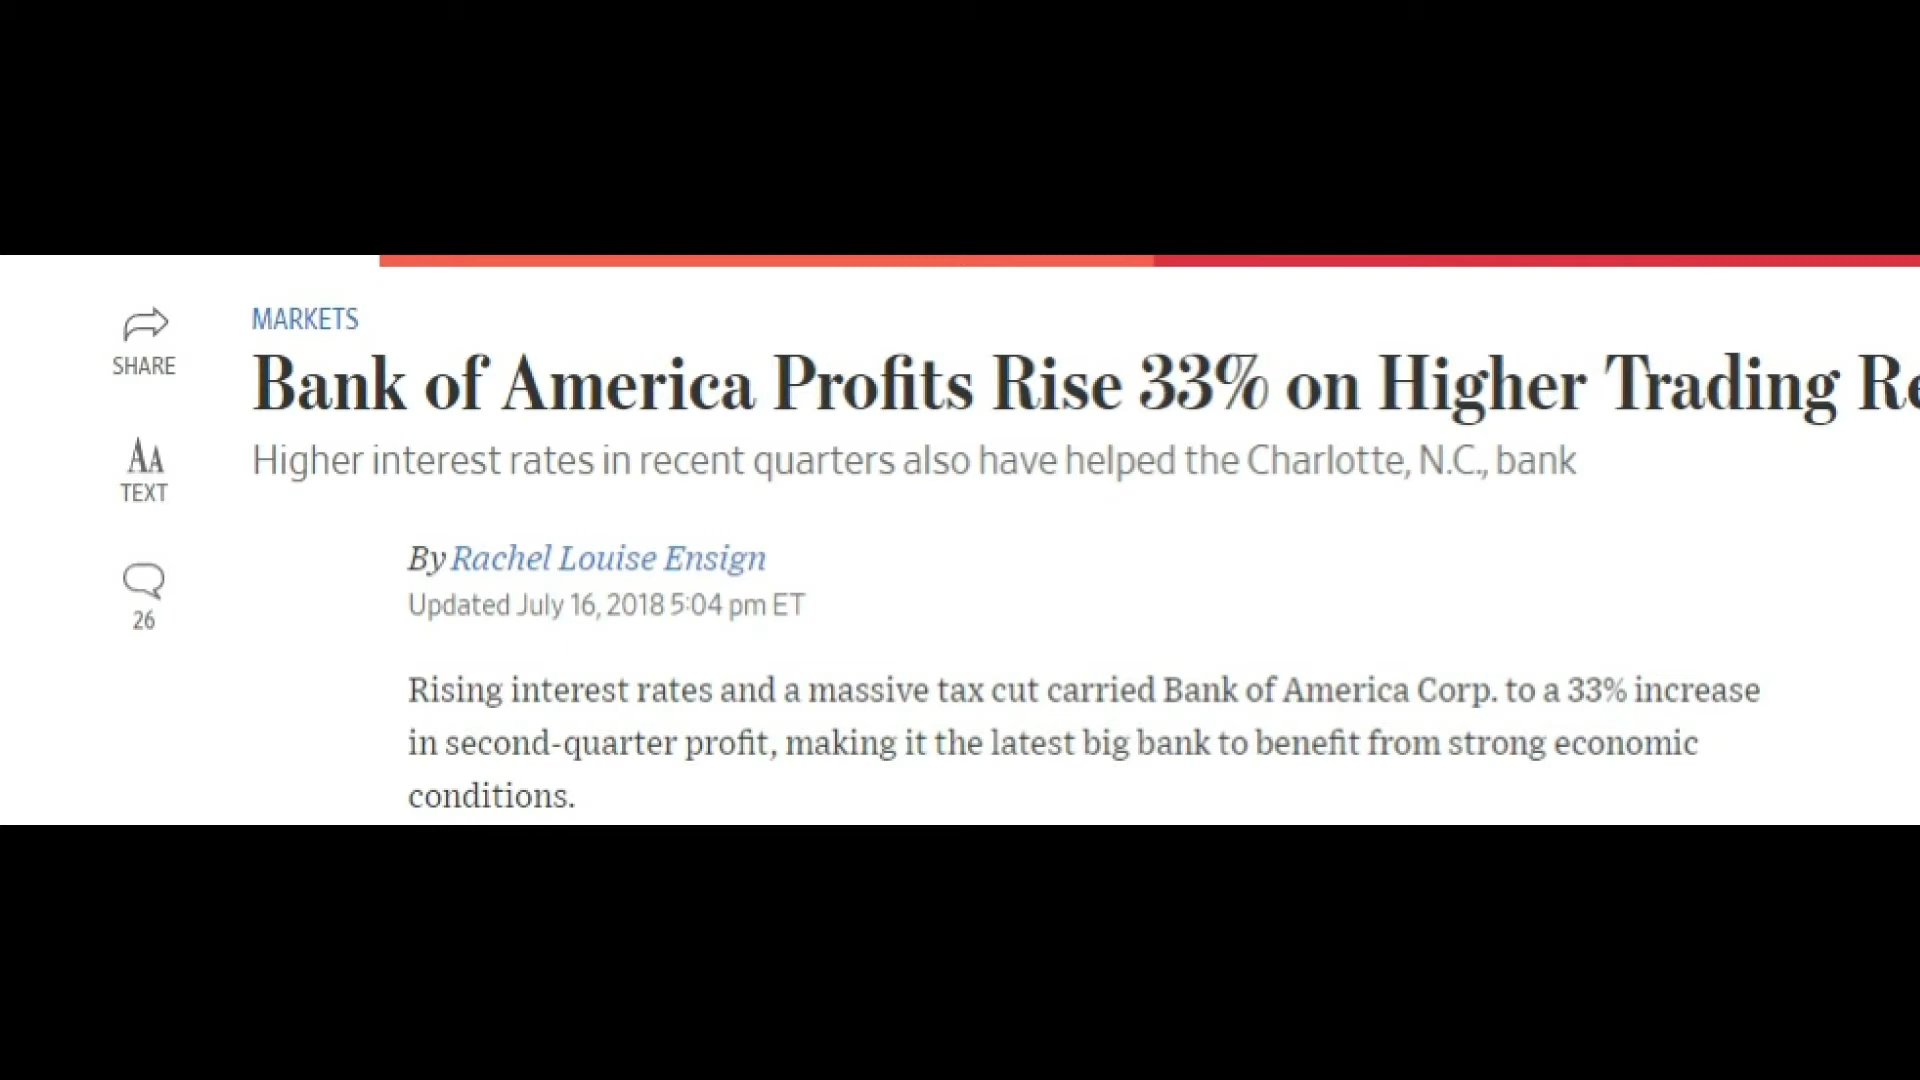 MARKETS
Bank of America Profits Rise 33% on Higher Trading
Higher interest rates in recent quarters also have helped the Charlotte, N.C., bank
SHARE
TEXT
26
By Rachel Louise Ensign
Updated July 16, 2018 5:04 pm ET
Rising interest rates and a massive tax cut carried Bank of America Corp. to a 33% increase
in second-quarter profit, making it the latest big bank to benefit from strong economic
conditions.